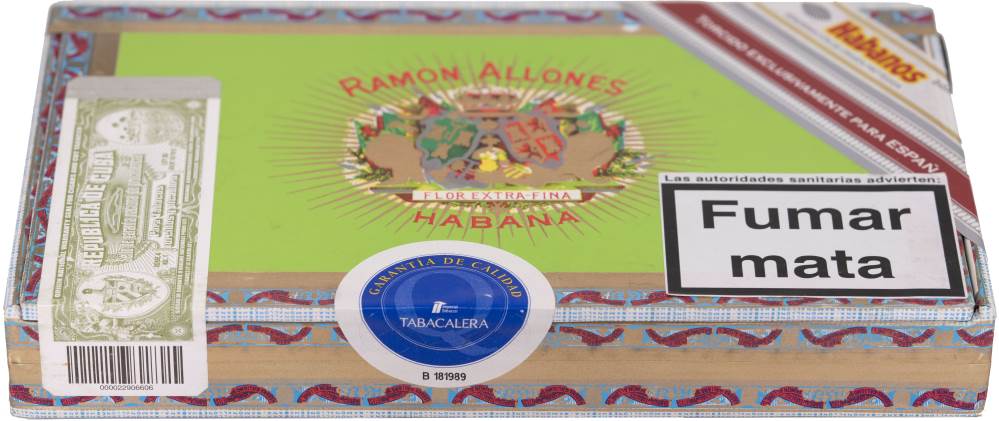 Habanos
TORCIDO EXCLUSIVAMENTE PARA ESPAÑ
RAMON ALLONES
FLOR EXTRA-FINA
HABANA
Las autoridades sanitarias advierten:
Fumar
mata
REPUBLICA DE CUBA
000022906606
GARANTIA DE CALIDAD
TABACALERA
B 181989